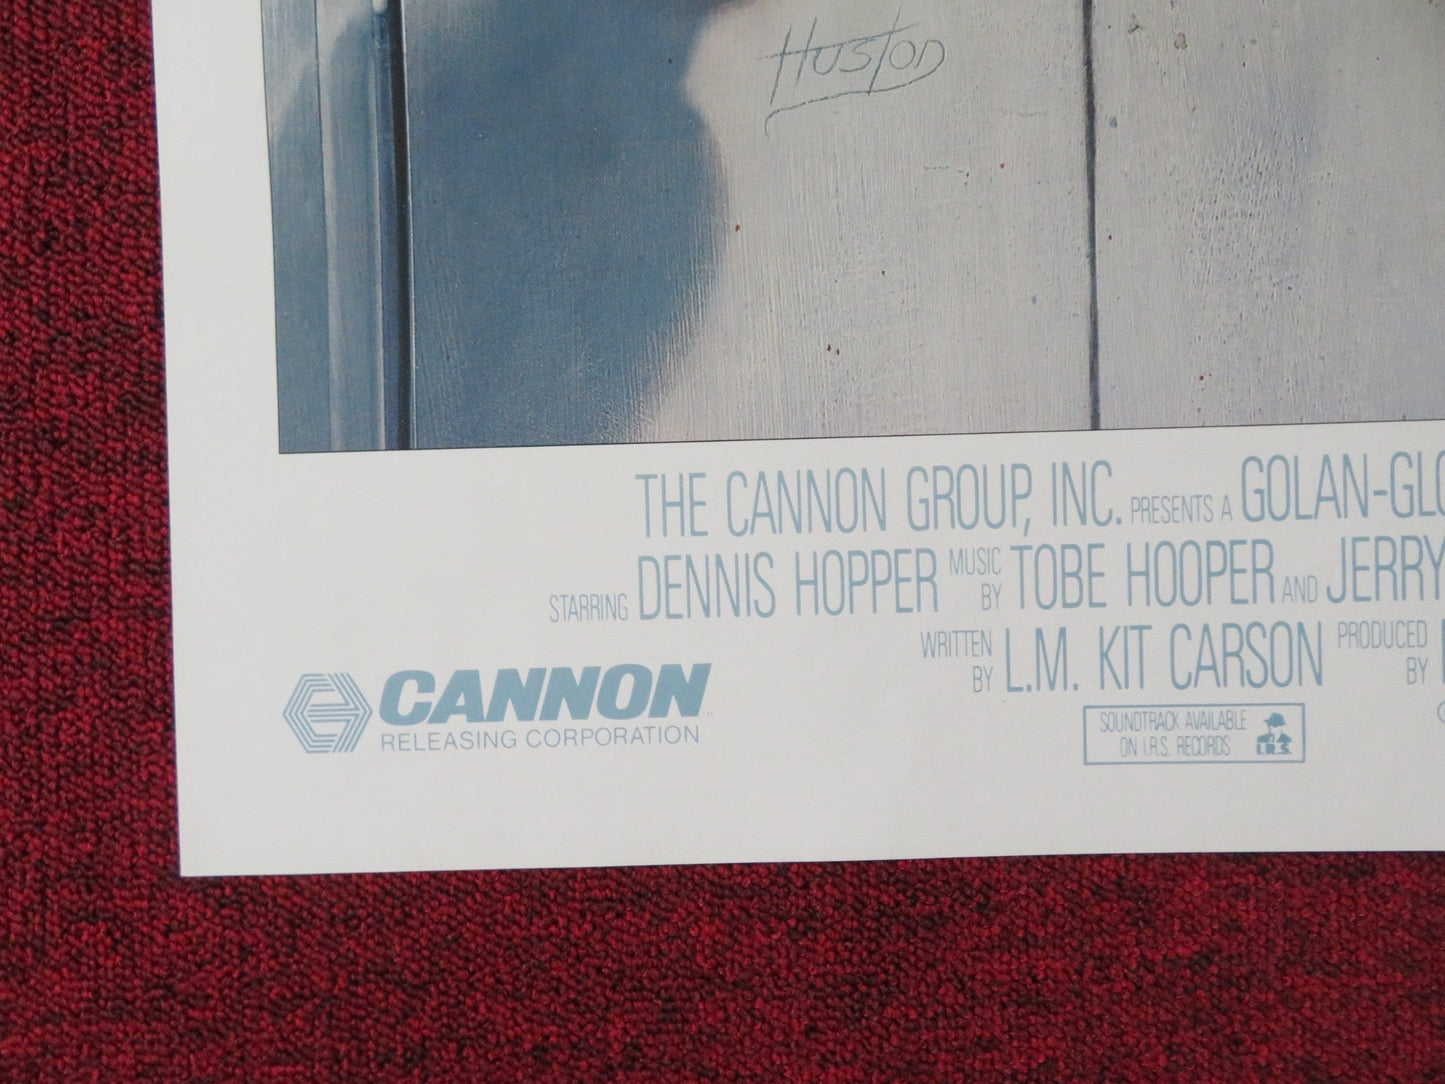 Huston
THE CANNON GROUP, INC. PRESENTS A GOLAN-GLO
STARRING DENNIS HOPPER MUSIC BY TOBE HOOPER AND JERRY
WRITTEN BY L.M. KIT CARSON PRODUCED BY
CANNON
RELEASING CORPORATION
SOUNDTRACK AVAILABLE
ON I.R.S. RECORDS
I.R.S.